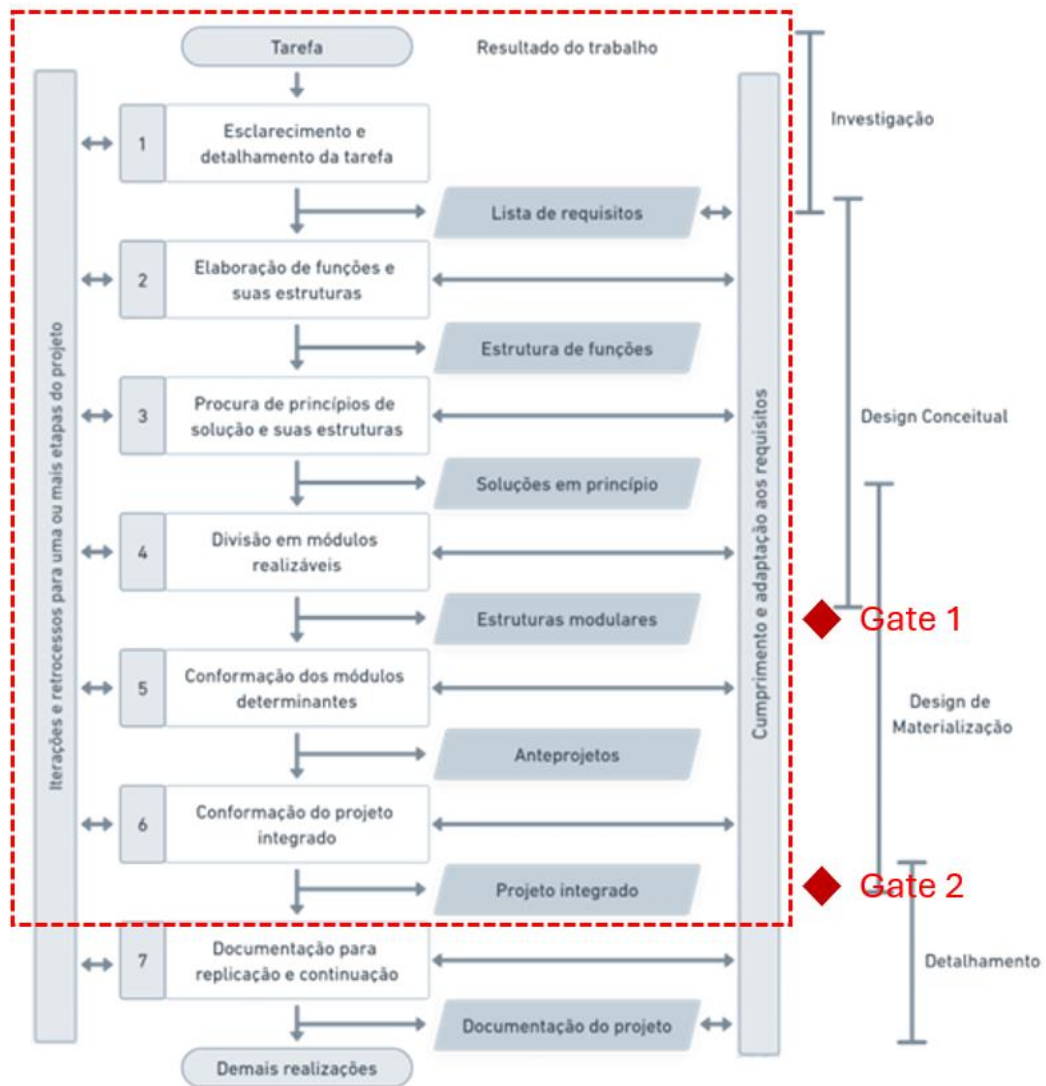 Tarefa
Resultado do trabalho
Investigação
1
Esclarecimento e
detalhamento da tarefa
Lista de requisitos
2
Elaboração de funções e
suas estruturas
Estrutura de funções
3
Procura de princípios de
solução e suas estruturas
Design Conceitual
Soluções em princípio
4
Divisão em módulos
realizáveis
Estruturas modulares
Gate 1
5
Conformação dos módulos
determinantes
Design de
Materialização
Anteprojetos
6
Conformação do projeto
integrado
Projeto integrado
Gate 2
7
Documentação para
replicação e continuação
Detalhamento
Documentação do projeto
Demais realizações
Iterações e retrocessos para uma ou mais etapas do projeto
Cumprimento e adaptação aos requisitos